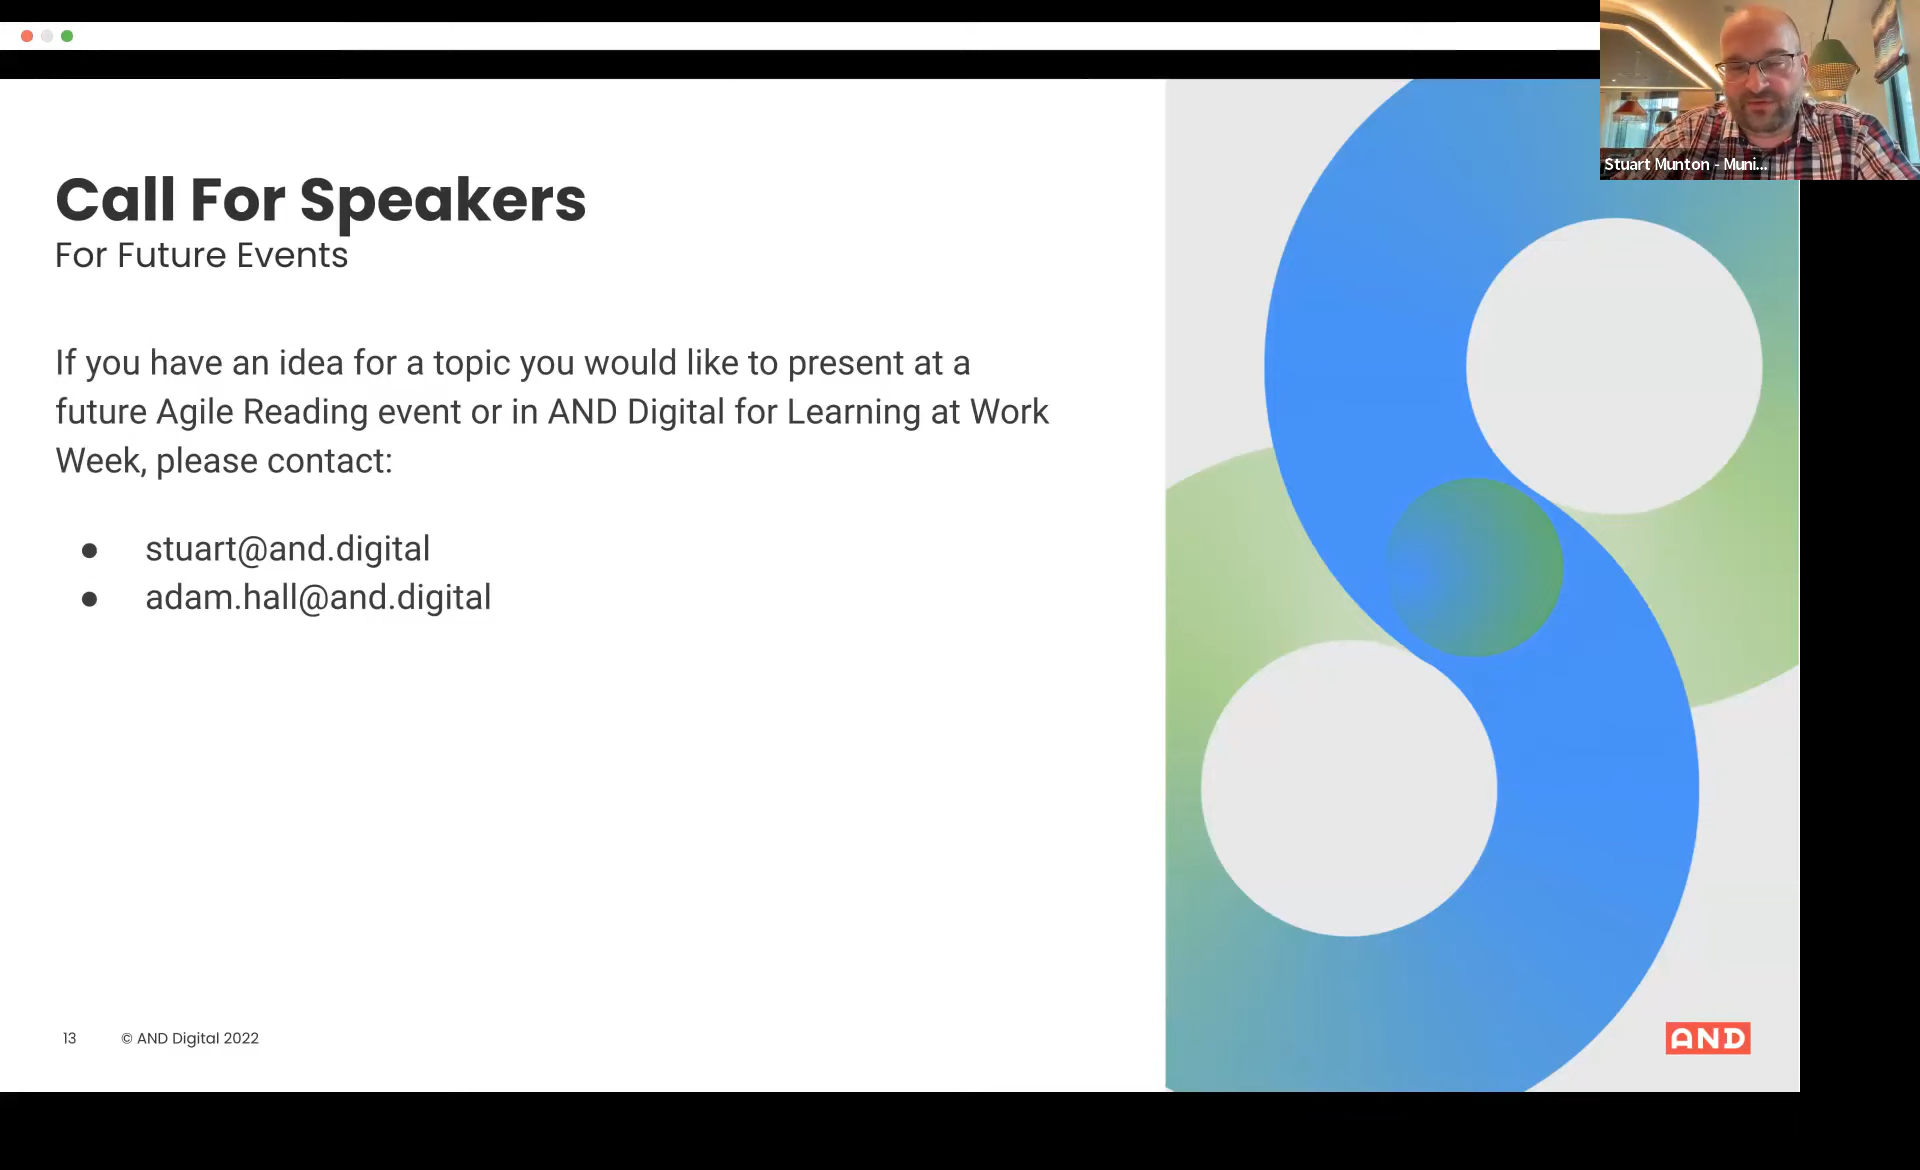 Stuart Munton - Muni...
Call For Speakers
For Future Events
If you have an idea for a topic you would like to present at a
future Agile Reading event or in AND Digital for Learning at Work
Week, please contact:
● stuart@and.digital
● adam.hall@and.digital
13 © AND Digital 2022
AND